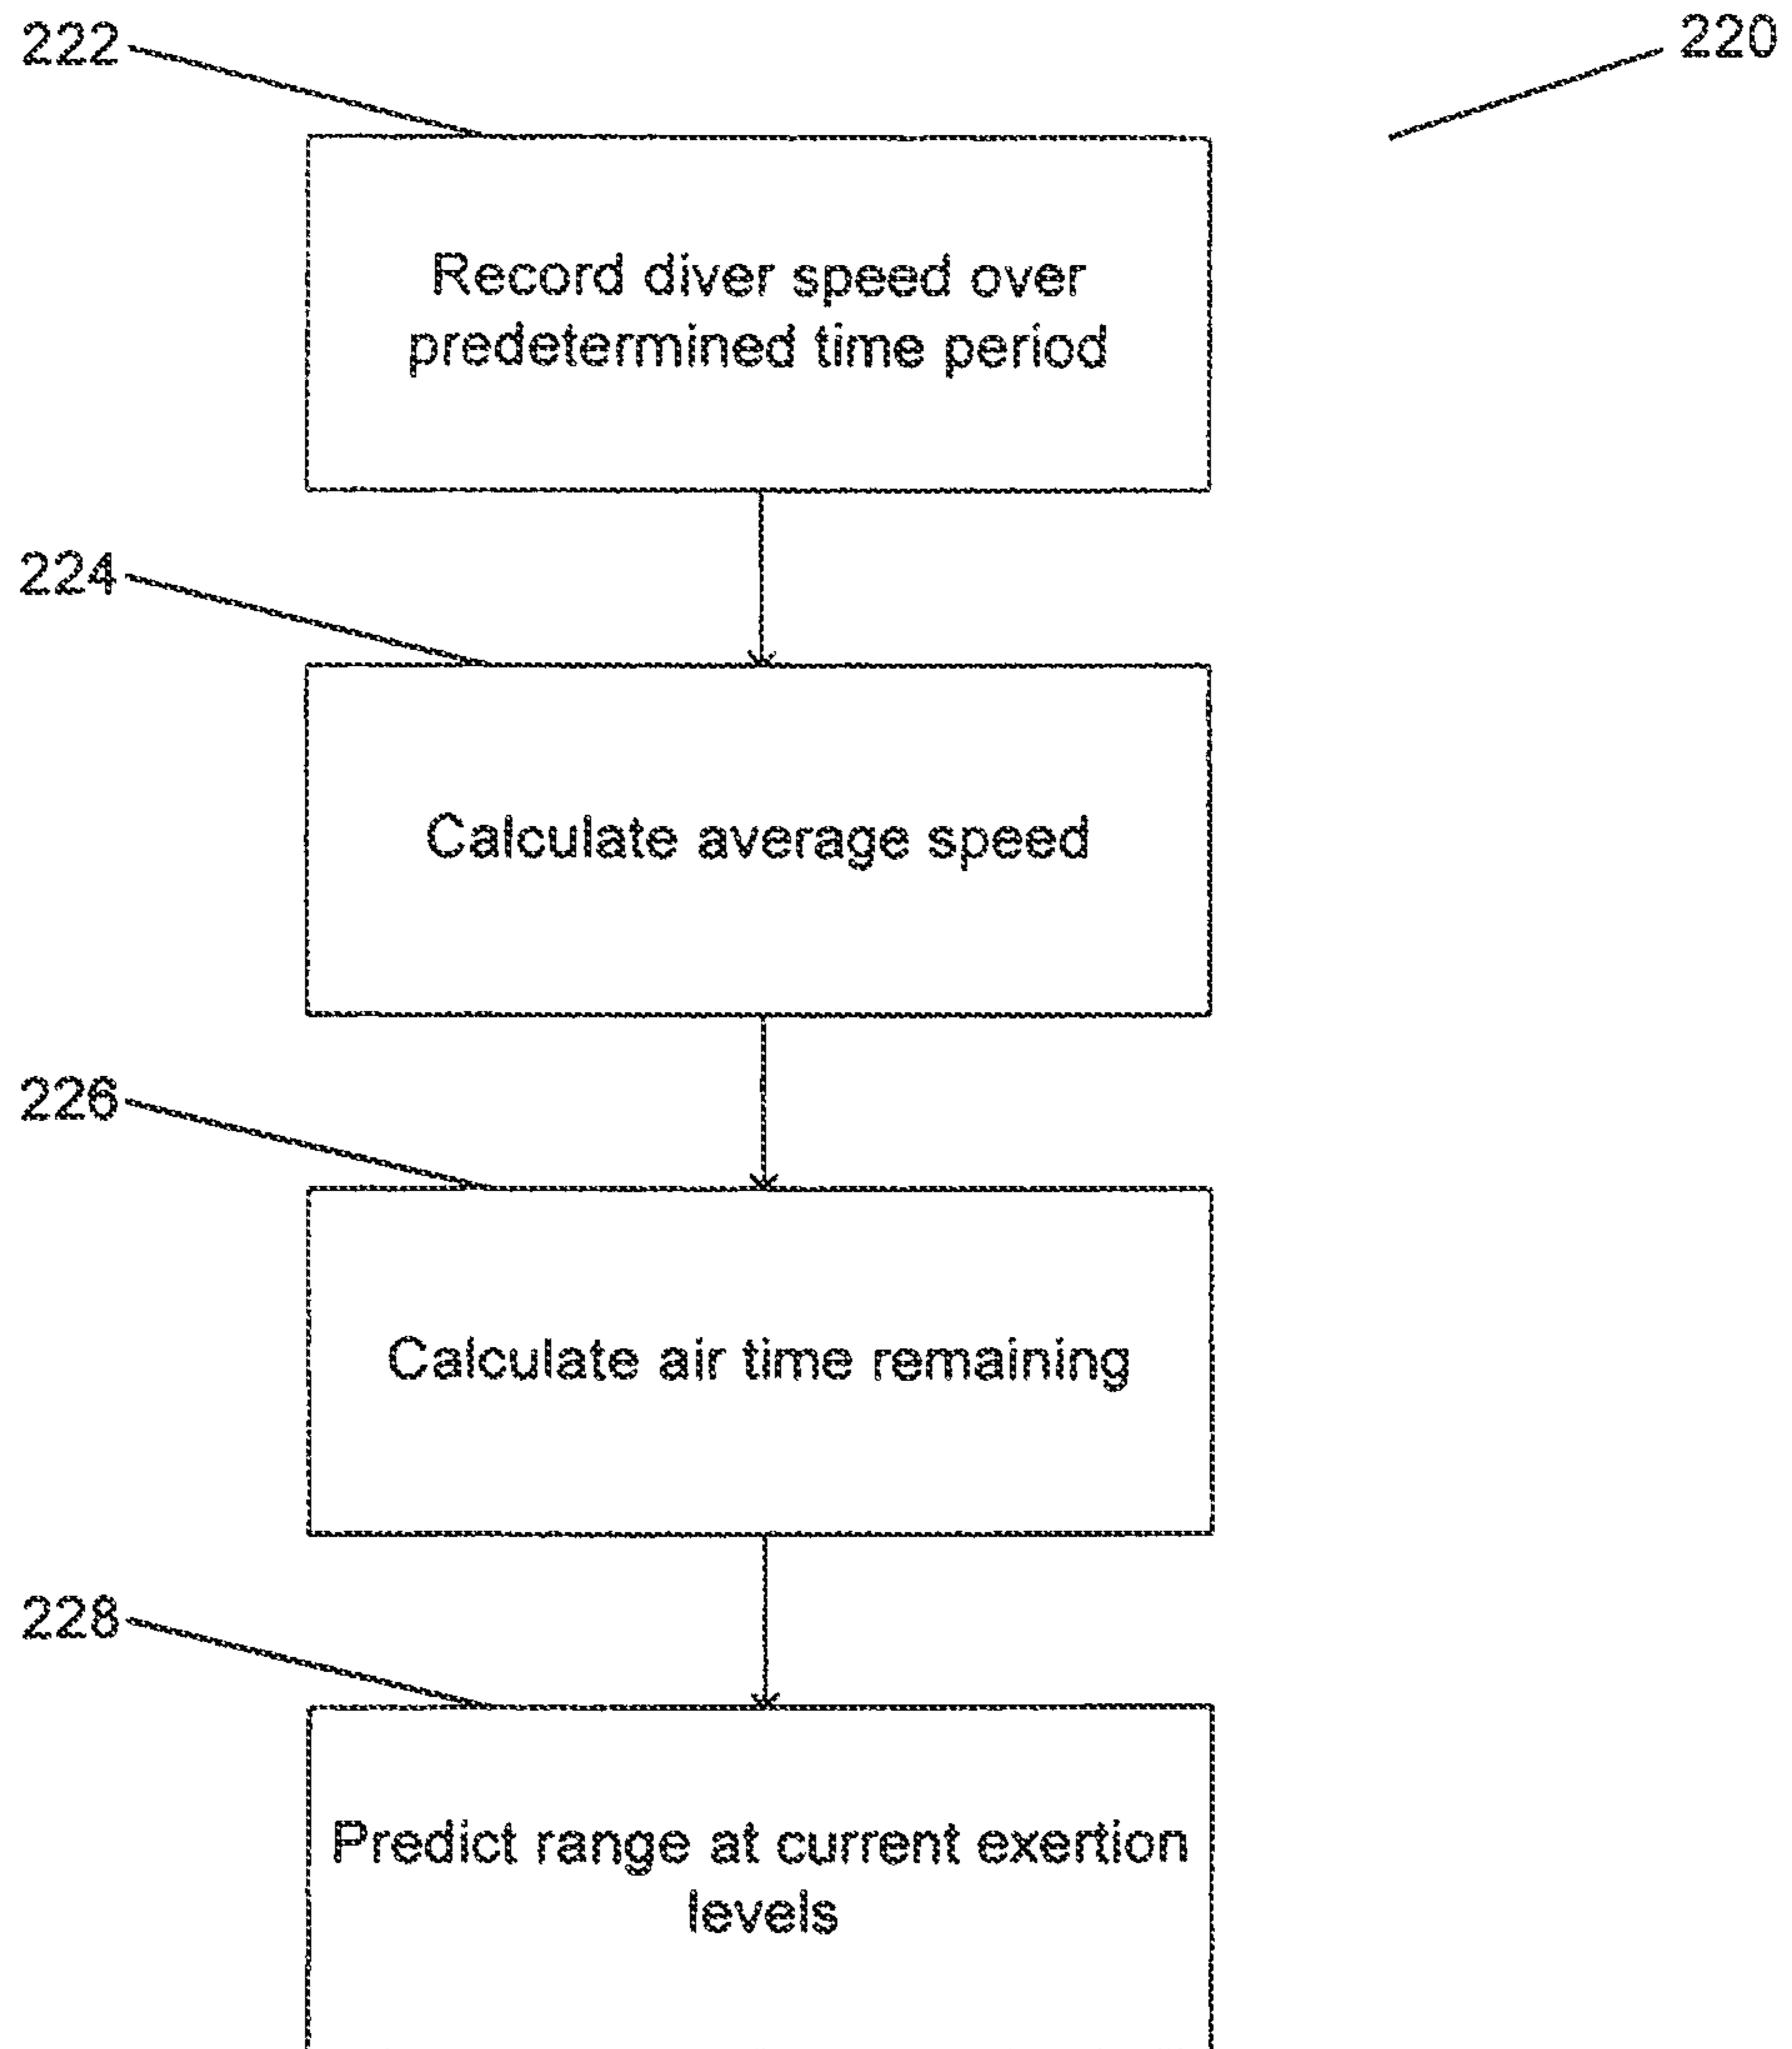 222
220
Record diver speed over
predetermined time period
224
Calculate average speed
226
Calculate air time remaining
228
Predict range at current exertion
levels